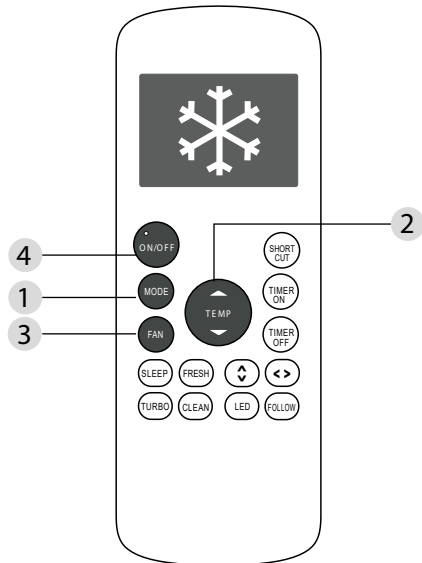 2
ON/OFF
4
SHORT
CUT
1
MODE
TEMP
TIMER
ON
3
FAN
TIMER
OFF
SLEEP FRESH < >
TURBO CLEAN LED FOLLOW